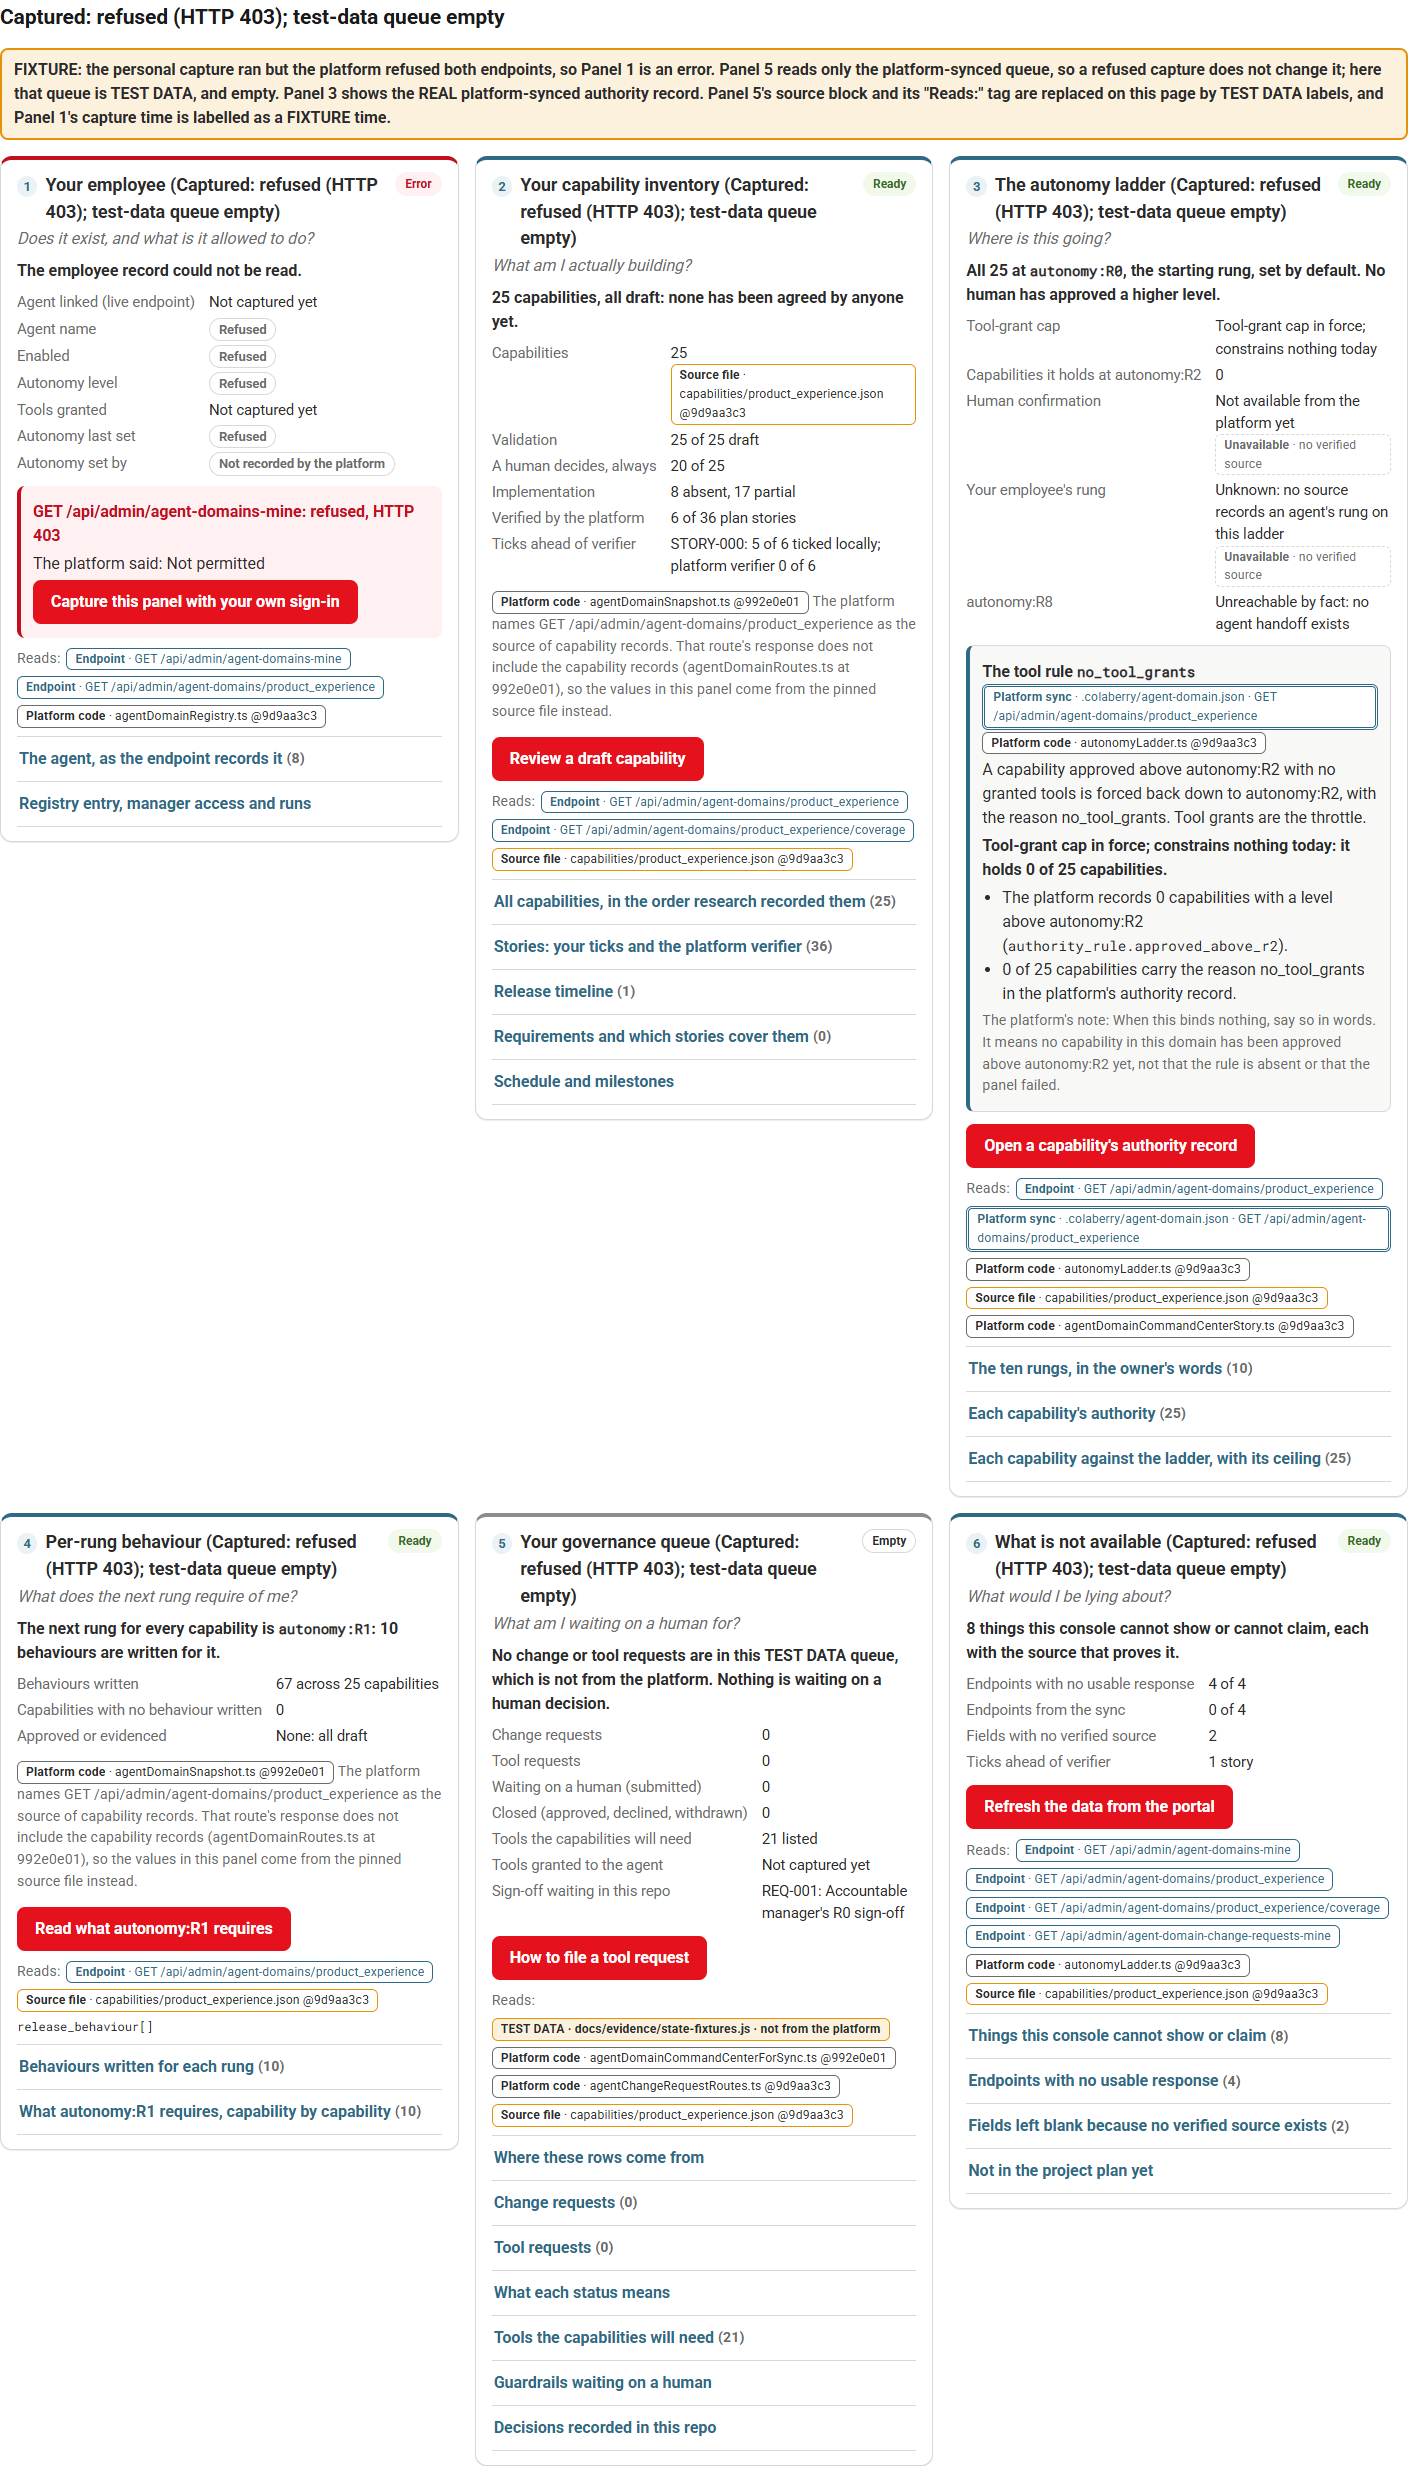 Captured: refused (HTTP 403); test-data queue empty
FIXTURE: the personal capture ran but the platform refused both endpoints, so Panel 1 is an error. Panel 5 reads only the platform-synced queue, so a refused capture does not change it; here
that queue is TEST DATA, and empty. Panel 3 shows the REAL platform-synced authority record. Panel 5's source block and its "Reads:" tag are replaced on this page by TEST DATA labels, and
Panel 1's capture time is labelled as a FIXTURE time.
1 Your employee (Captured: refused (HTTP Error
403); test-data queue empty)
Does it exist, and what is it allowed to do?
The employee record could not be read.
Agent linked (live endpoint) Not captured yet
Agent name Refused
Enabled Refused
Autonomy level Refused
Tools granted Not captured yet
Autonomy last set Refused
Autonomy set by Not recorded by the platform
GET /api/admin/agent-domains-mine: refused, HTTP
403
The platform said: Not permitted
Capture this panel with your own sign-in
Reads: Endpoint · GET /api/admin/agent-domains-mine
Endpoint · GET /api/admin/agent-domains/product_experience
Platform code · agentDomainRegistry.ts @9d9aa3c3
The agent, as the endpoint records it (8)
Registry entry, manager access and runs
2 Your capability inventory (Captured: Ready
refused (HTTP 403); test-data queue
empty)
What am I actually building?
25 capabilities, all draft: none has been agreed by anyone
yet.
Capabilities 25
Source file ·
capabilities/product_experience.json
@9d9aa3c3
Validation 25 of 25 draft
A human decides, always 20 of 25
Implementation 8 absent, 17 partial
Verified by the platform 6 of 36 plan stories
Ticks ahead of verifier STORY-000: 5 of 6 ticked locally;
platform verifier 0 of 6
Platform code · agentDomainSnapshot.ts @992e0e01 The platform
names GET /api/admin/agent-domains/product_experience as the
source of capability records. That route's response does not
include the capability records (agentDomainRoutes.ts at
992e0e01), so the values in this panel come from the pinned
source file instead.
Review a draft capability
Reads: Endpoint · GET /api/admin/agent-domains/product_experience
Endpoint · GET /api/admin/agent-domains/product_experience/coverage
Source file · capabilities/product_experience.json @9d9aa3c3
All capabilities, in the order research recorded them (25)
Stories: your ticks and the platform verifier (36)
Release timeline (1)
Requirements and which stories cover them (0)
Schedule and milestones
3 The autonomy ladder (Captured: refused Ready
(HTTP 403); test-data queue empty)
Where is this going?
All 25 at autonomy:R0, the starting rung, set by default. No
human has approved a higher level.
Tool-grant cap Tool-grant cap in force;
constrains nothing today
Capabilities it holds at autonomy:R2 0
Human confirmation Not available from the
platform yet
Unavailable · no verified
source
Your employee's rung Unknown: no source
records an agent's rung on
this ladder
Unavailable · no verified
source
autonomy:R8 Unreachable by fact: no
agent handoff exists
The tool rule no_tool_grants
Platform sync · .colaberry/agent-domain.json · GET
/api/admin/agent-domains/product_experience
Platform code · autonomyLadder.ts @9d9aa3c3
A capability approved above autonomy:R2 with no
granted tools is forced back down to autonomy:R2, with
the reason no_tool_grants. Tool grants are the throttle.
Tool-grant cap in force; constrains nothing today: it
holds 0 of 25 capabilities.
• The platform records 0 capabilities with a level
above autonomy:R2
(authority_rule.approved_above_r2).
• 0 of 25 capabilities carry the reason no_tool_grants
in the platform's authority record.
The platform's note: When this binds nothing, say so in words.
It means no capability in this domain has been approved
above autonomy:R2 yet, not that the rule is absent or that the
panel failed.
Open a capability's authority record
Reads: Endpoint · GET /api/admin/agent-domains/product_experience
Platform sync · .colaberry/agent-domain.json · GET /api/admin/agent-
domains/product_experience
Platform code · autonomyLadder.ts @9d9aa3c3
Source file · capabilities/product_experience.json @9d9aa3c3
Platform code · agentDomainCommandCenterStory.ts @9d9aa3c3
The ten rungs, in the owner's words (10)
Each capability's authority (25)
Each capability against the ladder, with its ceiling (25)
4 Per-rung behaviour (Captured: refused Ready
(HTTP 403); test-data queue empty)
What does the next rung require of me?
The next rung for every capability is autonomy:R1: 10
behaviours are written for it.
Behaviours written 67 across 25 capabilities
Capabilities with no behaviour written 0
Approved or evidenced None: all draft
Platform code · agentDomainSnapshot.ts @992e0e01 The platform
names GET /api/admin/agent-domains/product_experience as the
source of capability records. That route's response does not
include the capability records (agentDomainRoutes.ts at
992e0e01), so the values in this panel come from the pinned
source file instead.
Read what autonomy:R1 requires
Reads: Endpoint · GET /api/admin/agent-domains/product_experience
Source file · capabilities/product_experience.json @9d9aa3c3
release_behaviour[]
Behaviours written for each rung (10)
What autonomy:R1 requires, capability by capability (10)
5 Your governance queue (Captured: Empty
refused (HTTP 403); test-data queue
empty)
What am I waiting on a human for?
No change or tool requests are in this TEST DATA queue,
which is not from the platform. Nothing is waiting on a
human decision.
Change requests 0
Tool requests 0
Waiting on a human (submitted) 0
Closed (approved, declined, withdrawn) 0
Tools the capabilities will need 21 listed
Tools granted to the agent Not captured yet
Sign-off waiting in this repo REQ-001: Accountable
manager's R0 sign-off
How to file a tool request
Reads:
TEST DATA · docs/evidence/state-fixtures.js · not from the platform
Platform code · agentDomainCommandCenterForSync.ts @992e0e01
Platform code · agentChangeRequestRoutes.ts @9d9aa3c3
Source file · capabilities/product_experience.json @9d9aa3c3
Where these rows come from
Change requests (0)
Tool requests (0)
What each status means
Tools the capabilities will need (21)
Guardrails waiting on a human
Decisions recorded in this repo
6 What is not available (Captured: refused Ready
(HTTP 403); test-data queue empty)
What would I be lying about?
8 things this console cannot show or cannot claim, each
with the source that proves it.
Endpoints with no usable response 4 of 4
Endpoints from the sync 0 of 4
Fields with no verified source 2
Ticks ahead of verifier 1 story
Refresh the data from the portal
Reads: Endpoint · GET /api/admin/agent-domains-mine
Endpoint · GET /api/admin/agent-domains/product_experience
Endpoint · GET /api/admin/agent-domains/product_experience/coverage
Endpoint · GET /api/admin/agent-domain-change-requests-mine
Platform code · autonomyLadder.ts @9d9aa3c3
Source file · capabilities/product_experience.json @9d9aa3c3
Things this console cannot show or claim (8)
Endpoints with no usable response (4)
Fields left blank because no verified source exists (2)
Not in the project plan yet